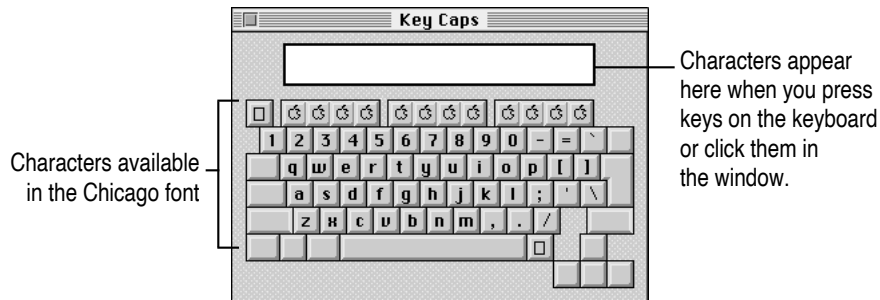 Key Caps
Characters appear
here when you press
keys on the keyboard
or click them in
the window.
Characters available
in the Chicago font
1 2 3 4 5 6 7 8 9 0 - = `
q w e r t y u i o p [ ]
a s d f g h j k l ; ' \
z x c v b n m , . /